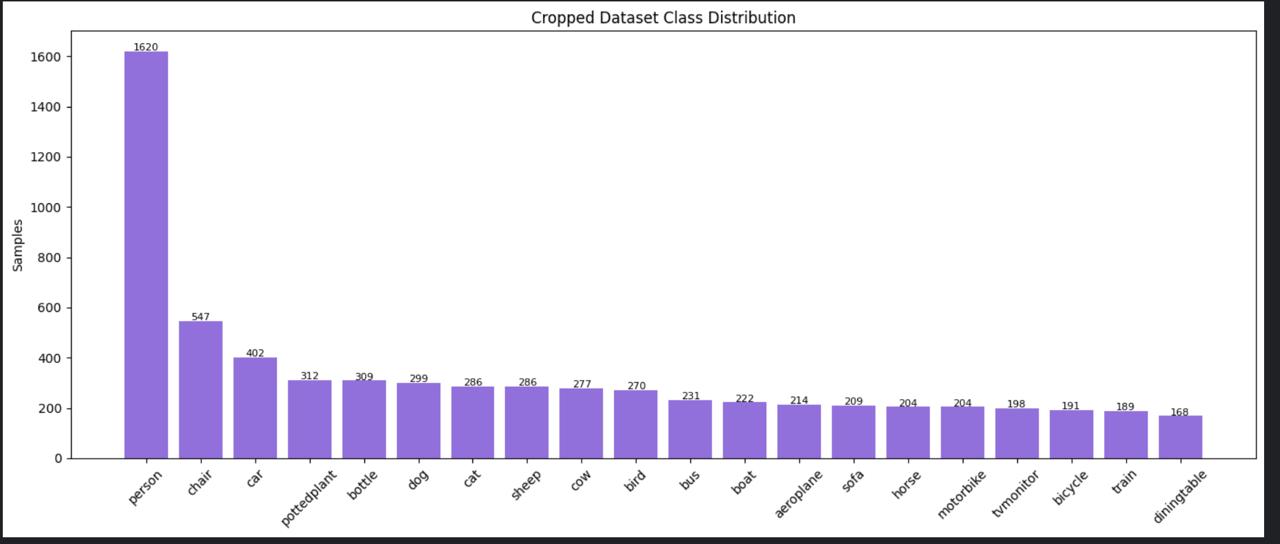 Cropped Dataset Class Distribution
Samples
1600
1400
1200
1000
800
600
400
200
0
1620
547
402
312
309
299
286
286
277
270
231
222
214
209
204
204
198
191
189
168
person
chair
car
pottedplant
bottle
dog
cat
sheep
cow
bird
bus
boat
aeroplane
sofa
horse
motorbike
tvmonitor
bicycle
train
diningtable